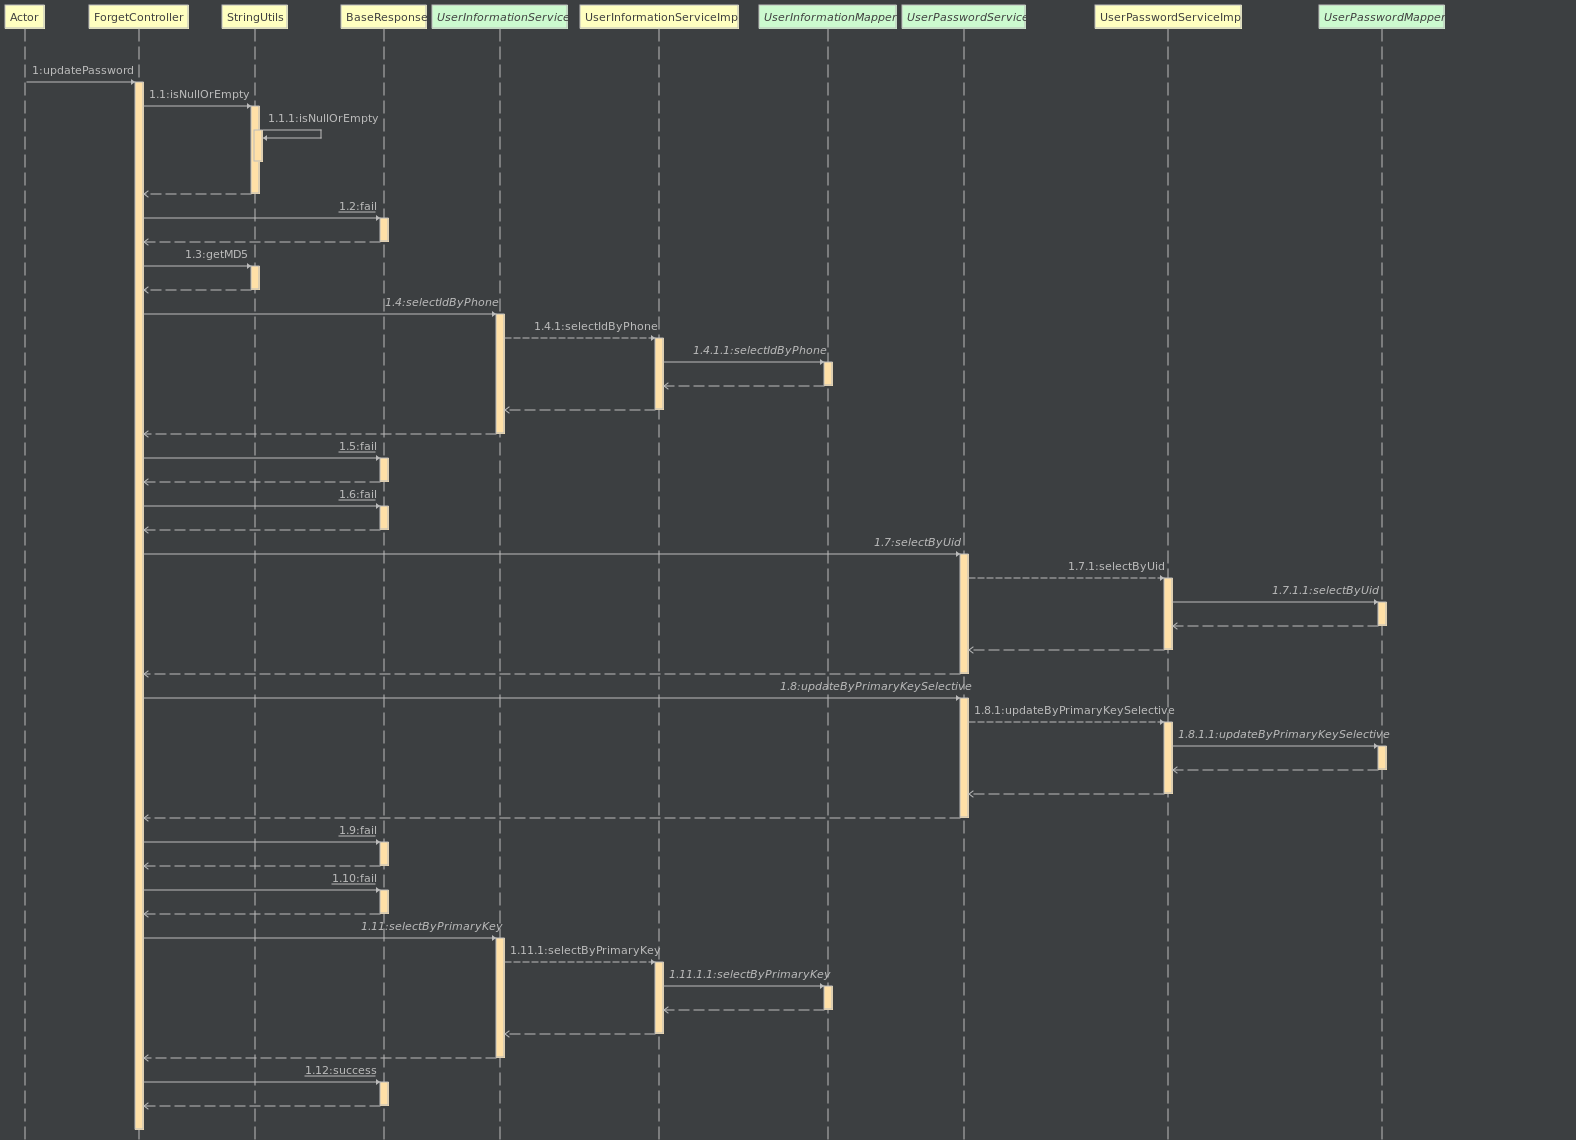 Actor
ForgetController
StringUtils
BaseResponse
UserInformationService
UserInformationServiceImp
UserInformationMapper
UserPasswordService
UserPasswordServiceImp
UserPasswordMapper
1:updatePassword
1.1:isNullOrEmpty
1.1.1:isNullOrEmpty
1.2:fail
1.3:getMD5
1.4:selectIdByPhone
1.4.1:selectIdByPhone
1.4.1.1:selectIdByPhone
1.5:fail
1.6:fail
1.7:selectByUid
1.7.1:selectByUid
1.7.1.1:selectByUid
1.8:updateByPrimaryKeySelective
1.8.1:updateByPrimaryKeySelective
1.8.1.1:updateByPrimaryKeySelective
1.9:fail
1.10:fail
1.11:selectByPrimaryKey
1.11.1:selectByPrimaryKey
1.11.1.1:selectByPrimaryKey
1.12:success